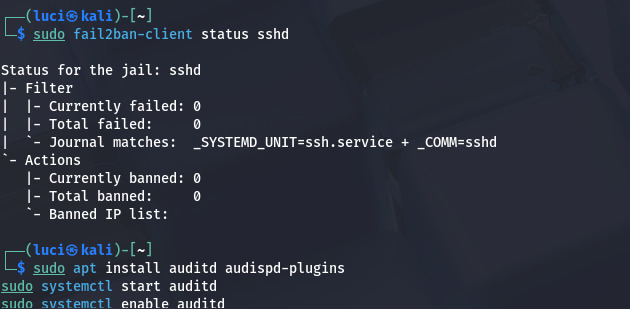 ┌──(luci㉿kali)-[~]
└─$ sudo fail2ban-client status sshd
Status for the jail: sshd
|- Filter
|  |- Currently failed: 0
|  |- Total failed:     0
|  `- Journal matches:  _SYSTEMD_UNIT=ssh.service + _COMM=sshd
`- Actions
   |- Currently banned: 0
   |- Total banned:     0
   `- Banned IP list:
┌──(luci㉿kali)-[~]
└─$ sudo apt install auditd audispd-plugins
sudo systemctl start auditd
sudo systemctl enable auditd